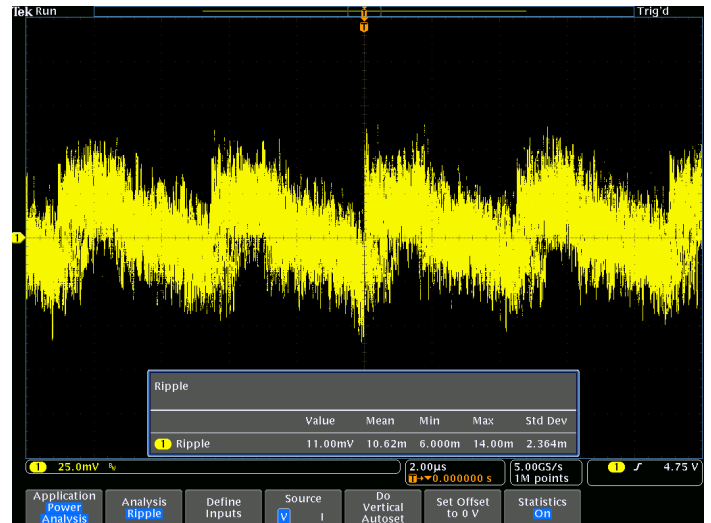 Tek Run Trig'd
T
T
1
Ripple
Value Mean Min Max Std Dev
1 Ripple 11.00mV 10.62m 6.000m 14.00m 2.364m
1 25.0mV BW 2.00µs 5.00GS/s 1 ∫ 4.75 V
T→▼0.000000 s 1M points
Application
Power
Analysis
Analysis
Ripple
Define
Inputs
Source
V I
Do
Vertical
Autoset
Set Offset
to 0 V
Statistics
On